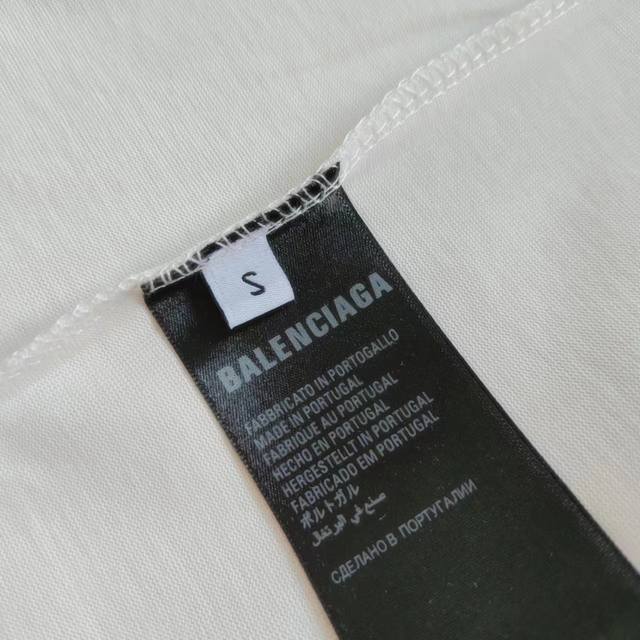 S
BALENCIAGA
FABBRICATO IN PORTOGALLO
MADE IN PORTUGAL
FABRIQUE AU PORTUGAL
HECHO EN PORTUGAL
HERGESTELLT IN PORTUGAL
FABRICADO EM PORTUGAL
ポルトガル
صنع في البرتغال
СДЕЛАНО В ПОРТУГАЛИИ